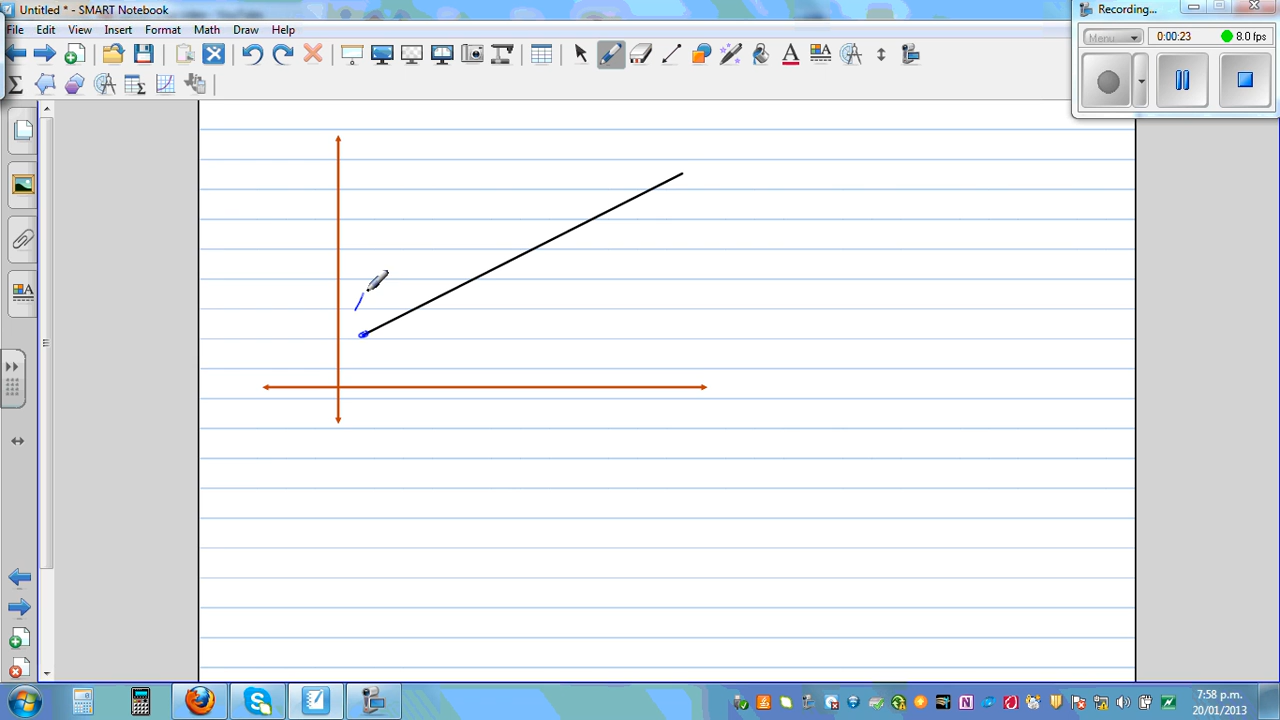 Untitled * - SMART Notebook
Recording...
File Edit View Insert Format Math Draw Help
Menu 0:00:23 8.0 fps
7:58 p.m.
20/01/2013